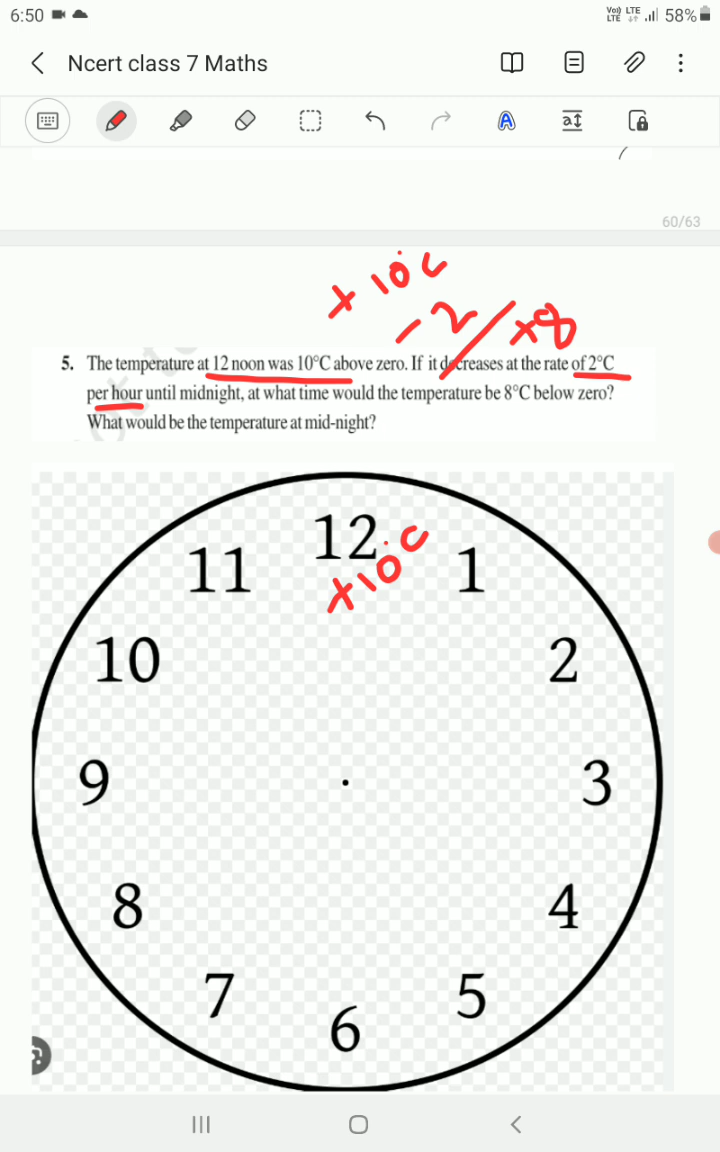 6:50 Vo) LTE LTE 58%
Ncert class 7 Maths
60/63
+10°C
-2/+8
5. The temperature at 12 noon was 10°C above zero. If it decreases at the rate of 2°C
per hour until midnight, at what time would the temperature be 8°C below zero?
What would be the temperature at mid-night?
12
11 1
+10°C
10 2
9 3
8 4
7 5
6